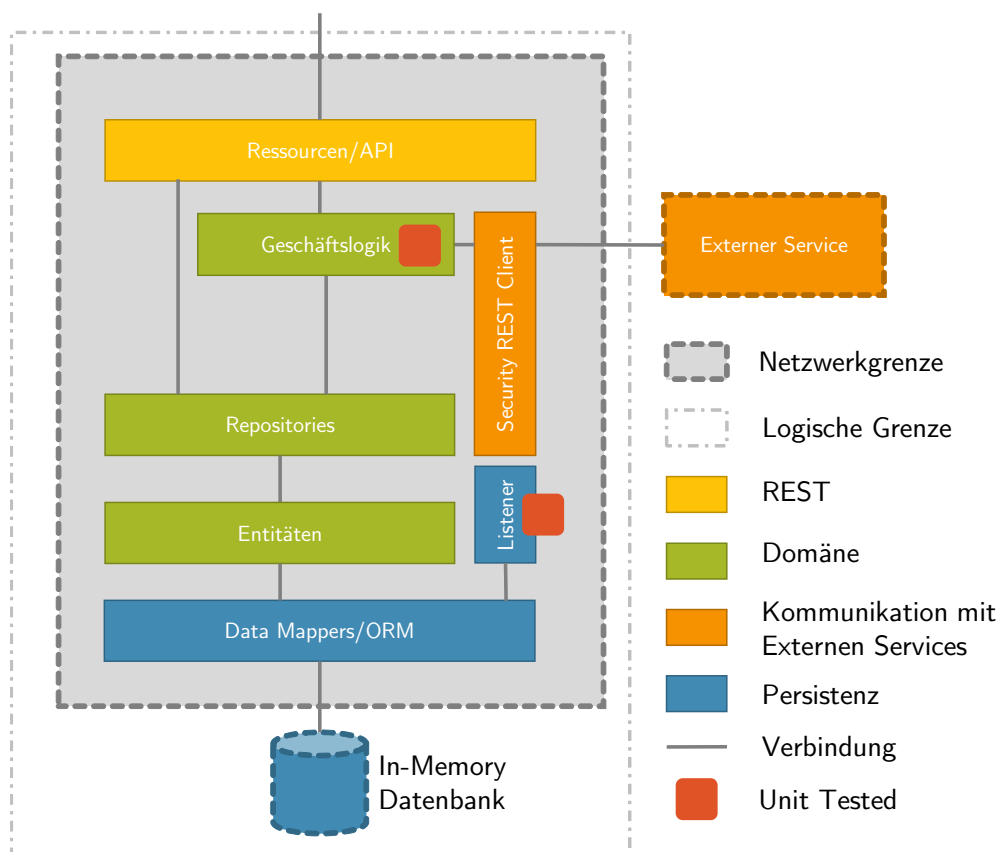 Ressourcen/API
Geschäftslogik
Security REST Client
Externer Service
Repositories
Listener
Entitäten
Data Mappers/ORM
In-Memory
Datenbank
Netzwerkgrenze
Logische Grenze
REST
Domäne
Kommunikation mit
Externen Services
Persistenz
Verbindung
Unit Tested